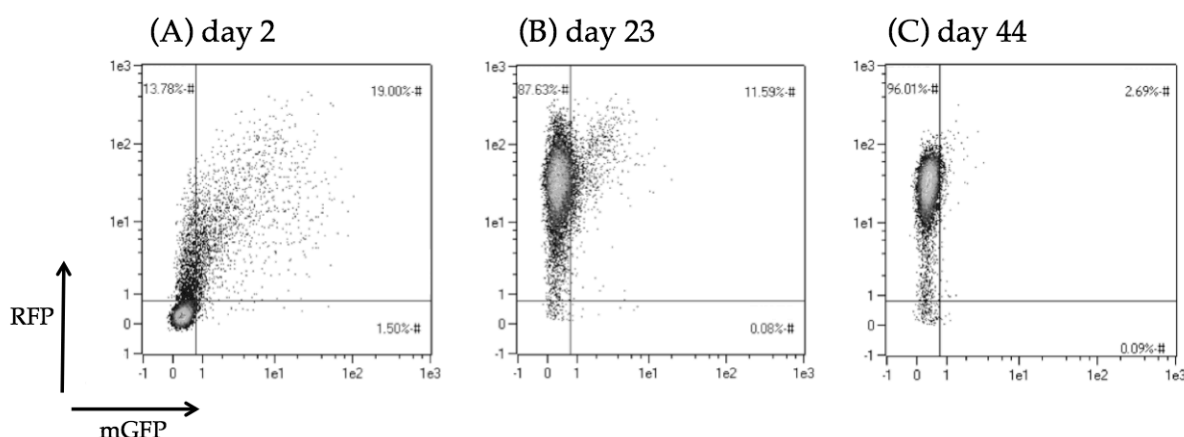 (A) day 2
(B) day 23
(C) day 44
1e3
13.78%-#
19.00%-#
1e2
1e1
1
0
1
1.50%-#
-1 0 1 1e1 1e2 1e3
1e3
87.63%-#
11.59%-#
1e2
1e1
1
0
-1
0.08%-#
-1 0 1 1e1 1e2 1e3
1e3
96.01%-#
2.69%-#
1e2
1e1
1
0
-1
0.09%-#
-1 0 1 1e1 1e2 1e3
RFP
mGFP